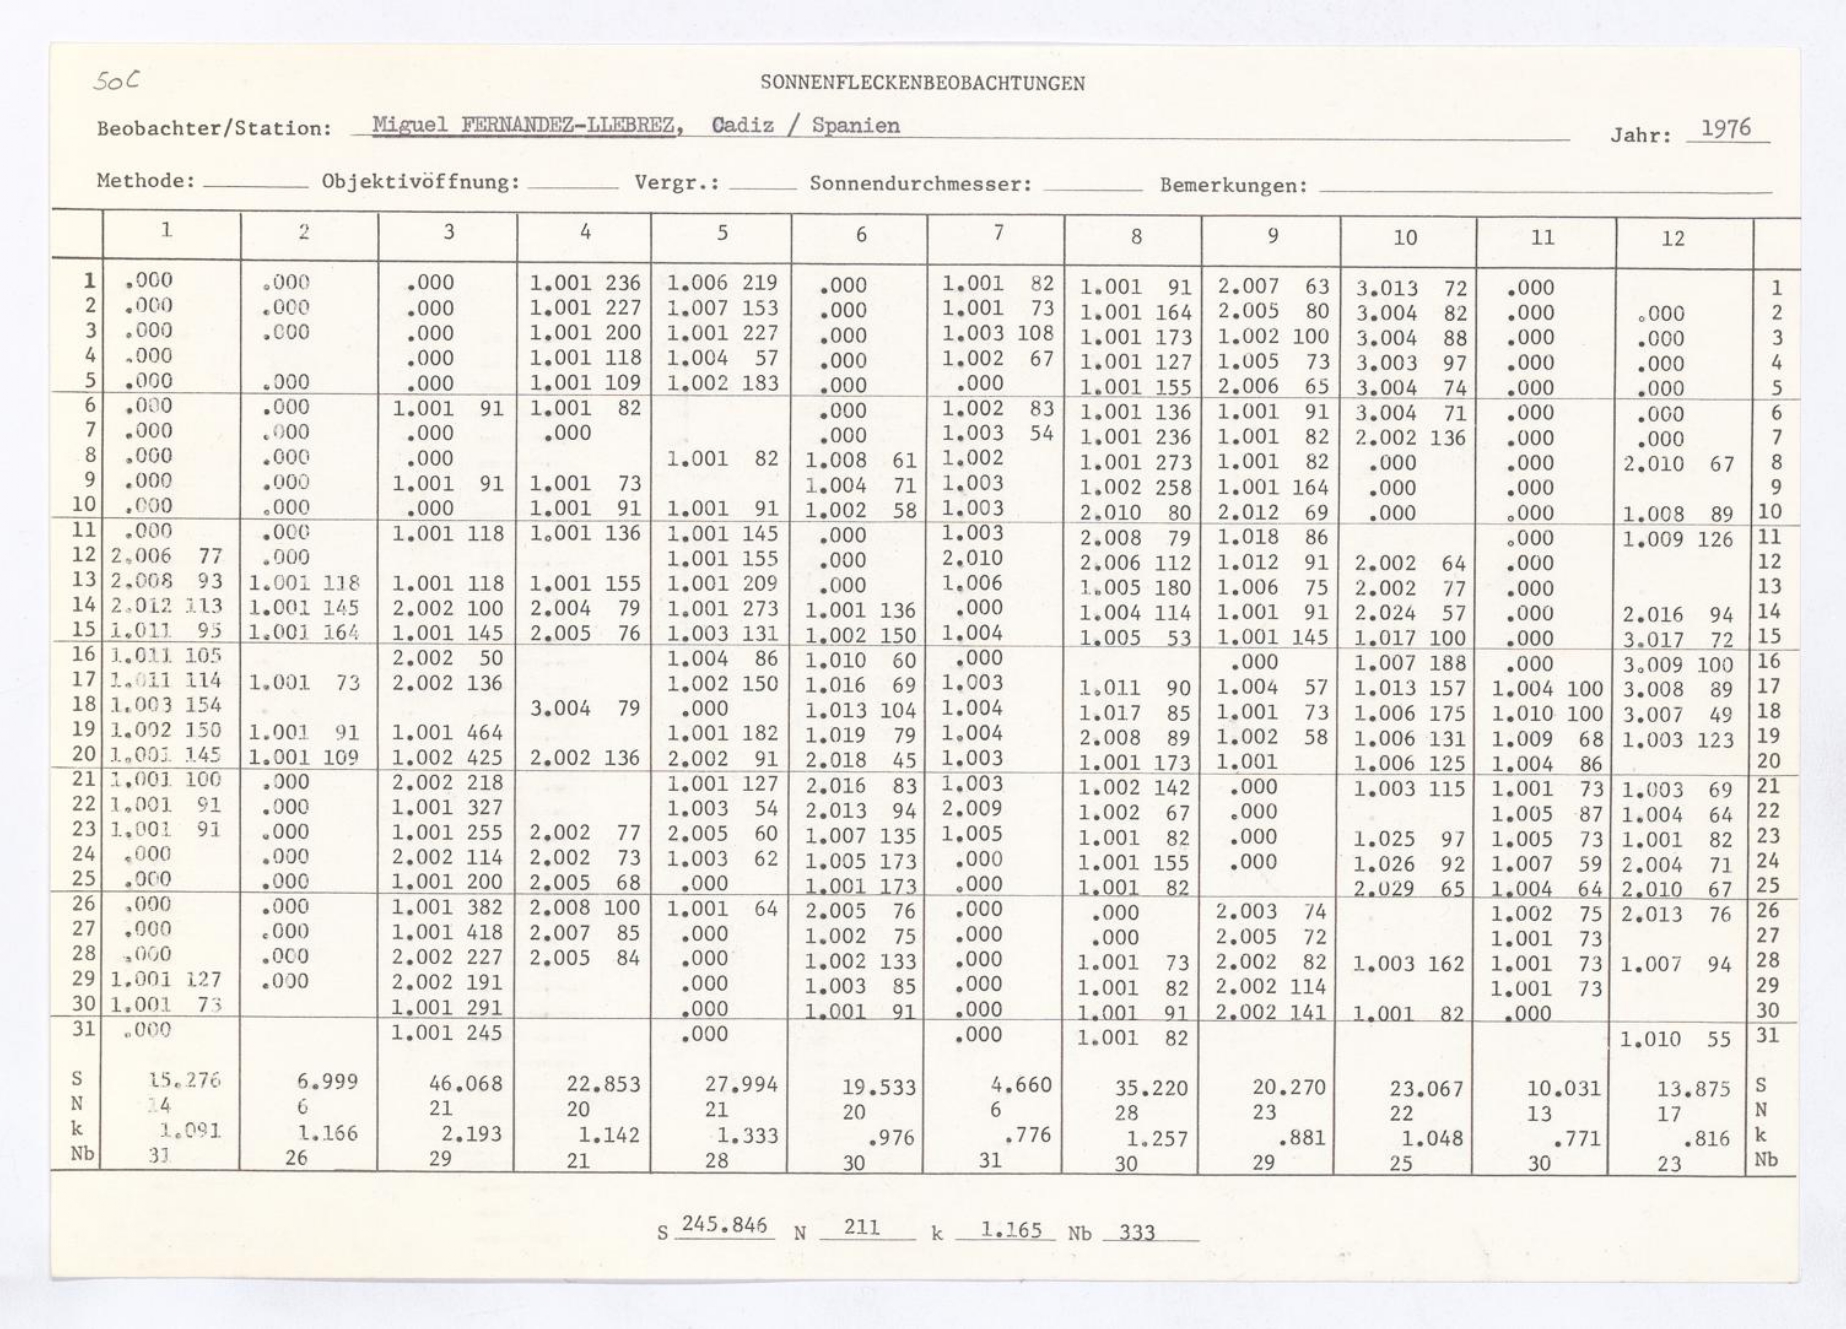 50C
SONNENFLECKENBEOBACHTUNGEN
Beobachter/Station: Miguel FERNANDEZ-LLEBREZ, Cadiz / Spanien Jahr: 1976
Methode: Objektivöffnung: Vergr.: Sonnendurchmesser: Bemerkungen:
1 2 3 4 5 6 7 8 9 10 11 12
1 .000 .000 .000 1.001 236 1.006 219 .000 1.001 82 1.001 91 2.007 63 3.013 72 .000 1
2 .000 .000 .000 1.001 227 1.007 153 .000 1.001 73 1.001 164 2.005 80 3.004 82 .000 .000 2
3 .000 .000 .000 1.001 200 1.001 227 .000 1.003 108 1.001 173 1.002 100 3.004 88 .000 .000 3
4 .000 .000 1.001 118 1.004 57 .000 1.002 67 1.001 127 1.005 73 3.003 97 .000 .000 4
5 .000 .000 .000 1.001 109 1.002 183 .000 .000 1.001 155 2.006 65 3.004 74 .000 .000 5
6 .000 .000 1.001 91 1.001 82 .000 1.002 83 1.001 136 1.001 91 3.004 71 .000 .000 6
7 .000 .000 .000 .000 .000 1.003 54 1.001 236 1.001 82 2.002 136 .000 .000 7
8 .000 .000 .000 1.001 82 1.008 61 1.002 1.001 273 1.001 82 .000 .000 2.010 67 8
9 .000 .000 1.001 91 1.001 73 1.004 71 1.003 1.002 258 1.001 164 .000 .000 9
10 .000 .000 .000 1.001 91 1.001 91 1.002 58 1.003 2.010 80 2.012 69 .000 .000 1.008 89 10
11 .000 .000 1.001 118 1.001 136 1.001 145 .000 1.003 2.008 79 1.018 86 .000 1.009 126 11
12 2.006 77 .000 1.001 155 .000 2.010 2.006 112 1.012 91 2.002 64 .000 12
13 2.008 93 1.001 118 1.001 118 1.001 155 1.001 209 .000 1.006 1.005 180 1.006 75 2.002 77 .000 13
14 2.012 113 1.001 145 2.002 100 2.004 79 1.001 273 1.001 136 .000 1.004 114 1.001 91 2.024 57 .000 2.016 94 14
15 1.011 95 1.001 164 1.001 145 2.005 76 1.003 131 1.002 150 1.004 1.005 53 1.001 145 1.017 100 .000 3.017 72 15
16 1.011 105 2.002 50 1.004 86 1.010 60 .000 .000 1.007 188 .000 3.009 100 16
17 1.011 114 1.001 73 2.002 136 1.002 150 1.016 69 1.003 1.011 90 1.004 57 1.013 157 1.004 100 3.008 89 17
18 1.003 154 3.004 79 .000 1.013 104 1.004 1.017 85 1.001 73 1.006 175 1.010 100 3.007 49 18
19 1.002 150 1.001 91 1.001 464 1.001 182 1.019 79 1.004 2.008 89 1.002 58 1.006 131 1.009 68 1.003 123 19
20 1.001 145 1.001 109 1.002 425 2.002 136 2.002 91 2.018 45 1.003 1.001 173 1.001 1.006 125 1.004 86 20
21 1.001 100 .000 2.002 218 1.001 127 2.016 83 1.003 1.002 142 .000 1.003 115 1.001 73 1.003 69 21
22 1.001 91 .000 1.001 327 1.003 54 2.013 94 2.009 1.002 67 .000 1.005 87 1.004 64 22
23 1.001 91 .000 1.001 255 2.002 77 2.005 60 1.007 135 1.005 1.001 82 .000 1.025 97 1.005 73 1.001 82 23
24 .000 .000 2.002 114 2.002 73 1.003 62 1.005 173 .000 1.001 155 .000 1.026 92 1.007 59 2.004 71 24
25 .000 .000 1.001 200 2.005 68 .000 1.001 173 .000 1.001 82 2.029 65 1.004 64 2.010 67 25
26 .000 .000 1.001 382 2.008 100 1.001 64 2.005 76 .000 .000 2.003 74 1.002 75 2.013 76 26
27 .000 .000 1.001 418 2.007 85 .000 1.002 75 .000 .000 2.005 72 1.001 73 27
28 .000 .000 2.002 227 2.005 84 .000 1.002 133 .000 1.001 73 2.002 82 1.003 162 1.001 73 1.007 94 28
29 1.001 127 .000 2.002 191 .000 1.003 85 .000 1.001 82 2.002 114 1.001 73 29
30 1.001 73 1.001 291 .000 1.001 91 .000 1.001 91 2.002 141 1.001 82 .000 30
31 .000 1.001 245 .000 .000 1.001 82 1.010 55 31
S 15.276 6.999 46.068 22.853 27.994 19.533 4.660 35.220 20.270 23.067 10.031 13.875 S
N 14 6 21 20 21 20 6 28 23 22 13 17 N
k 1.091 1.166 2.193 1.142 1.333 .976 .776 1.257 .881 1.048 .771 .816 k
Nb 31 26 29 21 28 30 31 30 29 25 30 23 Nb
S 245.846 N 211 k 1.165 Nb 333